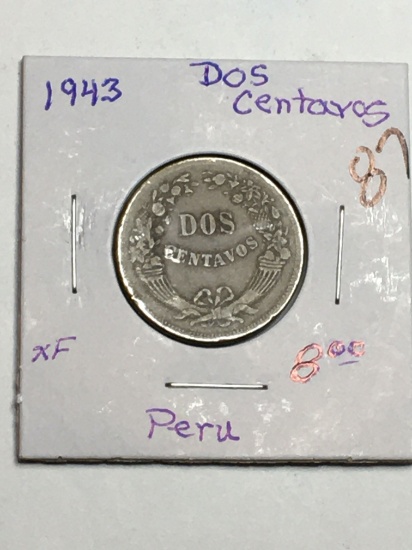 1943
Dos
Centavos
87
DOS
CENTAVOS
XF
8.00
Peru